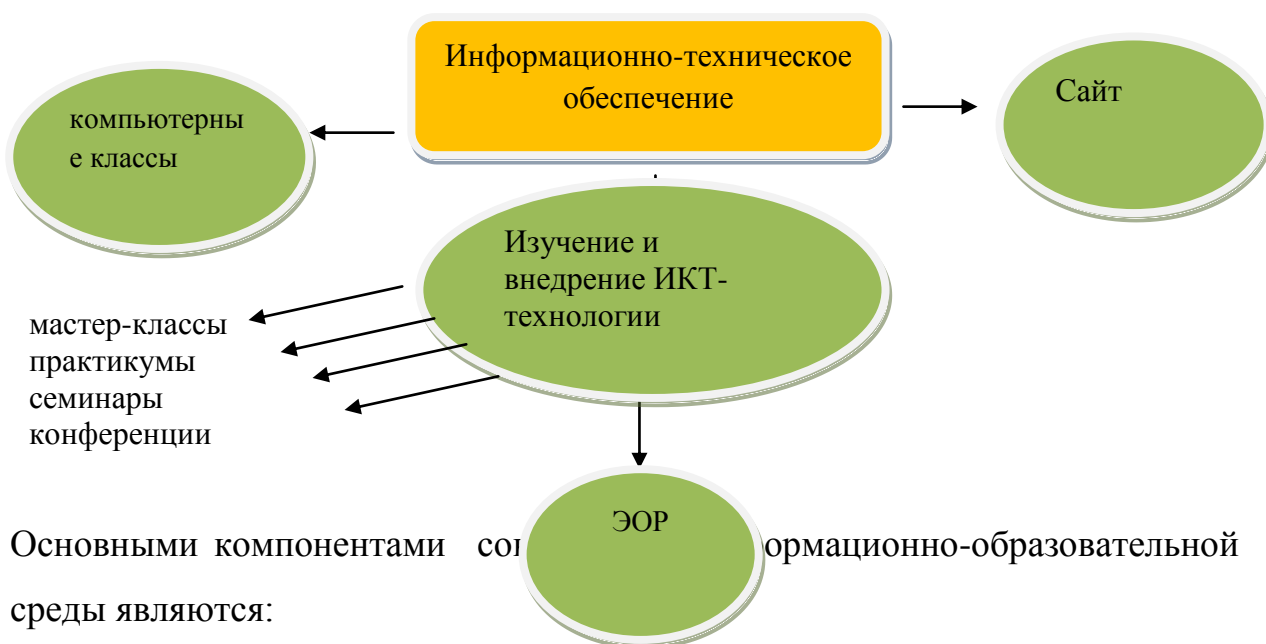 Информационно-техническое
обеспечение
Сайт
компьютерны
е классы
Изучение и
внедрение ИКТ-
технологии
мастер-классы
практикумы
семинары
конференции
ЭОР
Основными компонентами ормационно-образовательной
среды являются: